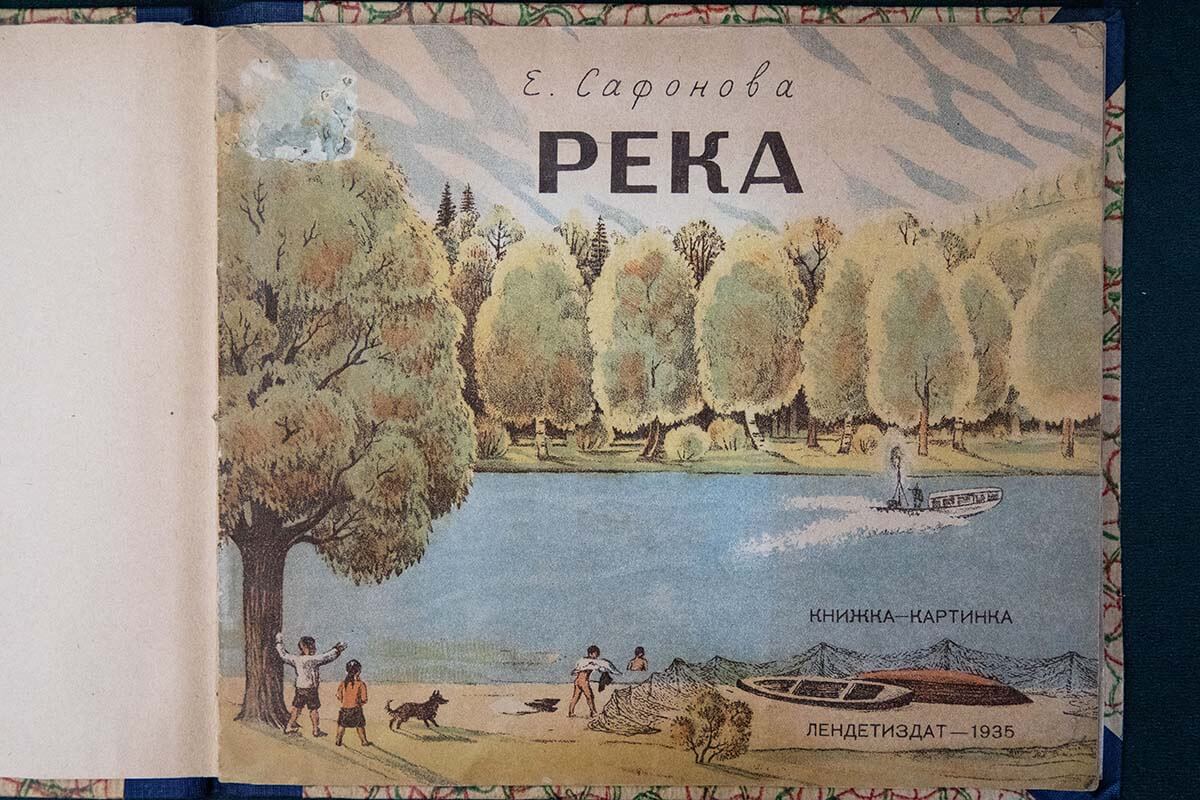 Е. Сафонова
РЕКА
КНИЖКА—КАРТИНКА
ЛЕНДЕТИЗДАТ—1935